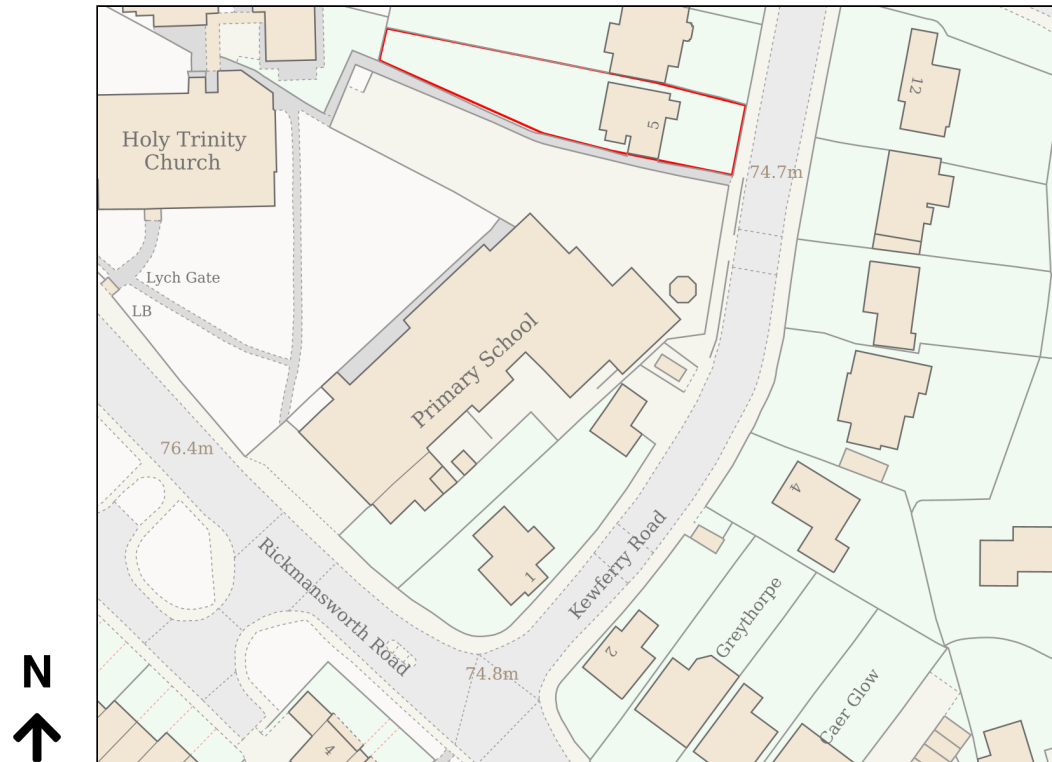 12
5
Holy Trinity
Church
74.7m
Lych Gate
LB
Primary School
76.4m
4
Kewferry Road
Rickmansworth Road
1
Greythorpe
2
N
74.8m
Caer Glow
4